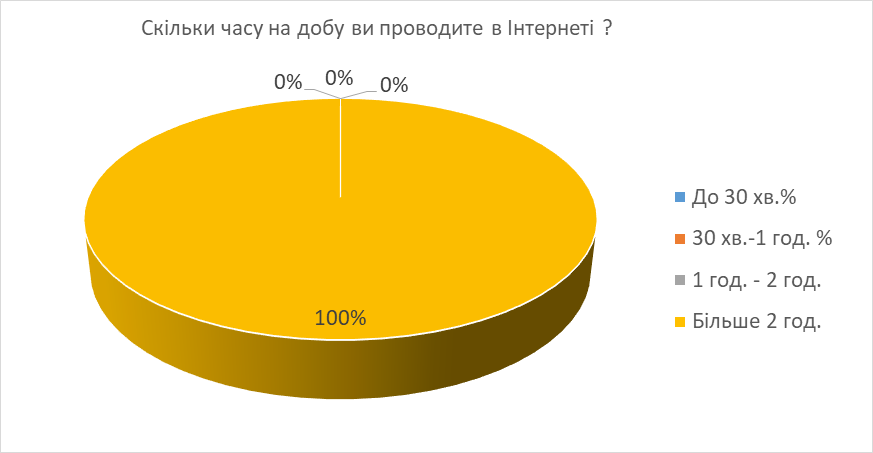 Скільки часу на добу ви проводите в Інтернеті ?
0% 0% 0%
100%
До 30 хв.%
30 хв.-1 год. %
1 год. - 2 год.
Більше 2 год.